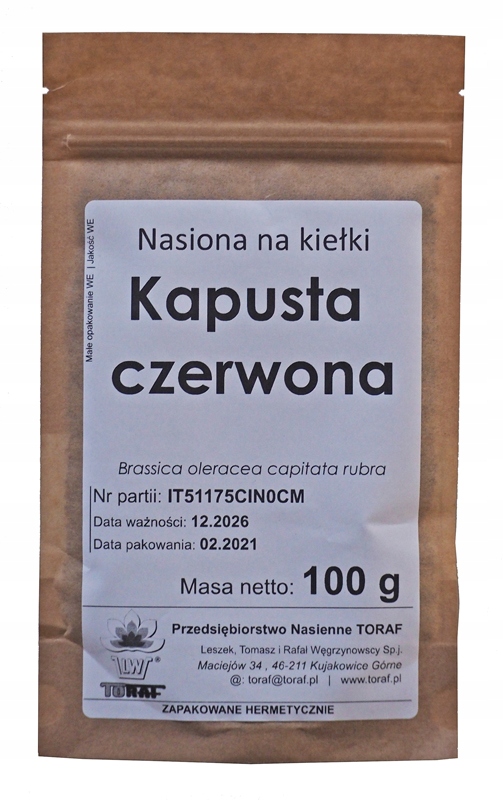 Małe opakowanie WE | Jakość WE
Nasiona na kiełki
Kapusta
czerwona
Brassica oleracea capitata rubra
Nr partii: IT51175CIN0CM
Data ważności: 12.2026
Data pakowania: 02.2021
Masa netto: 100 g
TLW ®
TORAF
Przedsiębiorstwo Nasienne TORAF
Leszek, Tomasz i Rafał Węgrzynowscy Sp.j.
Maciejów 34 , 46-211 Kujakowice Górne
@: toraf@toraf.pl | www.toraf.pl
ZAPAKOWANE HERMETYCZNIE